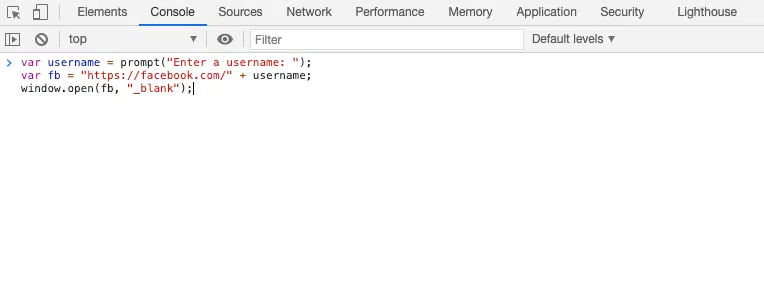 Elements Console Sources Network Performance Memory Application Security Lighthouse
top Filter Default levels
var username = prompt("Enter a username: ");
var fb = "https://facebook.com/" + username;
window.open(fb, "_blank");